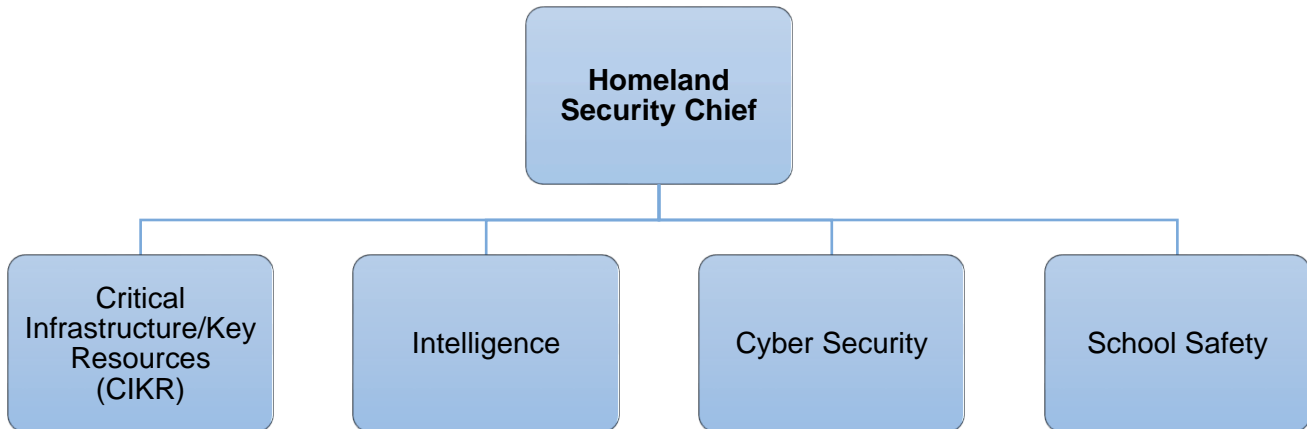 Homeland
Security Chief
Critical
Infrastructure/Key
Resources
(CIKR)
Intelligence
Cyber Security
School Safety